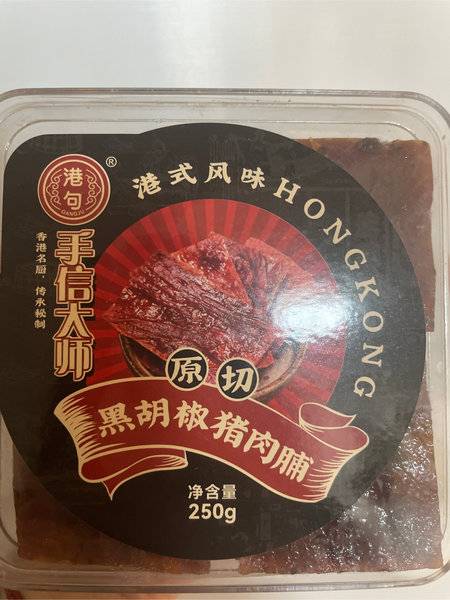 港句
GANGJU
®
港式风味HONGKONG
手信大师
香港名厨·传承秘制
原切
黑胡椒猪肉脯
净含量
250g